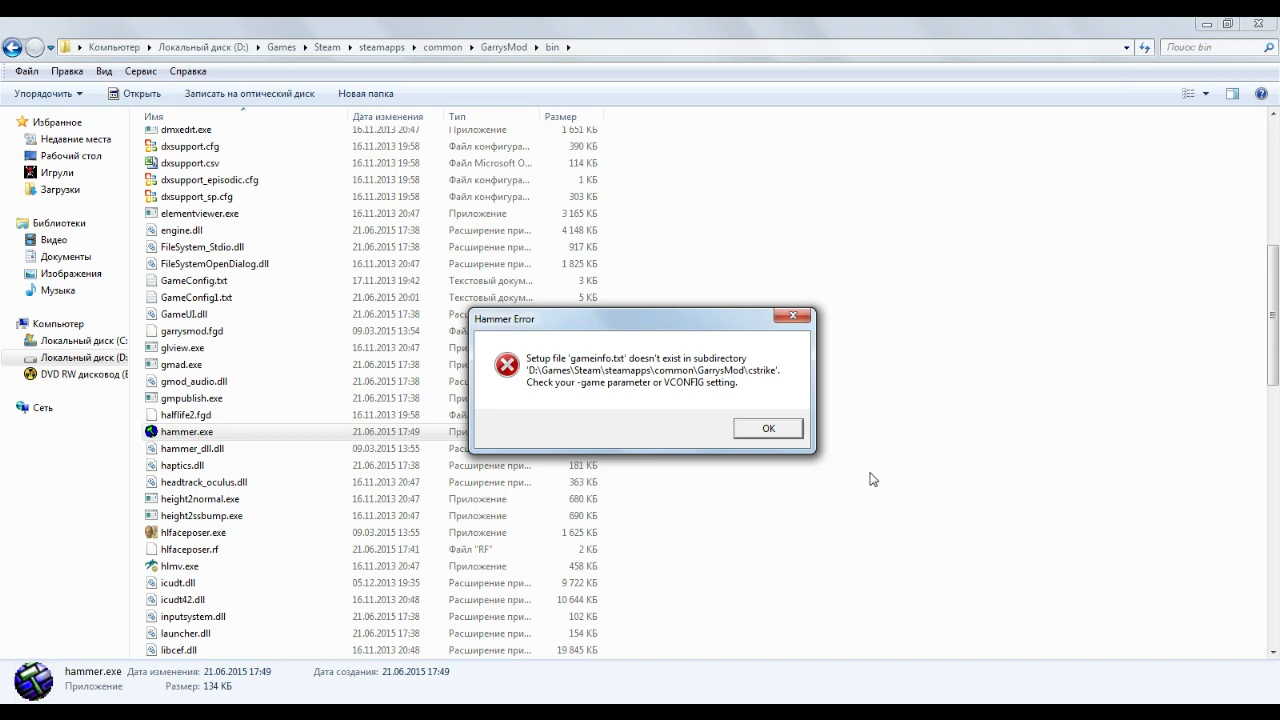 Компьютер Локальный диск (D:) Games Steam steamapps common GarrysMod bin Поиск: bin
Файл Правка Вид Сервис Справка
Упорядочить Открыть Записать на оптический диск Новая папка
Избранное
Недавние места
Рабочий стол
Игрули
Загрузки
Библиотеки
Видео
Документы
Изображения
Музыка
Компьютер
Локальный диск (C:
Локальный диск (D:
DVD RW дисковод (E
Сеть
Имя Дата изменения Тип Размер
dmxedit.exe 16.11.2013 20:47 Приложение 1 651 КБ
dxsupport.cfg 16.11.2013 19:58 Файл конфигура... 390 КБ
dxsupport.csv 16.11.2013 19:58 Файл Microsoft O... 114 КБ
dxsupport_episodic.cfg 16.11.2013 19:58 Файл конфигура... 1 КБ
dxsupport_sp.cfg 16.11.2013 19:58 Файл конфигура... 303 КБ
elementviewer.exe 16.11.2013 20:47 Приложение 3 165 КБ
engine.dll 21.06.2015 17:38 Расширение при... 4 148 КБ
FileSystem_Stdio.dll 21.06.2015 17:38 Расширение при... 917 КБ
FileSystemOpenDialog.dll 16.11.2013 20:47 Расширение при... 1 825 КБ
GameConfig.txt 17.11.2013 19:42 Текстовый докум... 3 КБ
GameConfig1.txt 21.06.2015 20:01 Текстовый докум... 5 КБ
GameUI.dll 21.06.2015 17:38
garrysmod.fgd 09.03.2015 13:54
glview.exe 21.06.2015 17:38
gmad.exe 21.06.2015 17:38
gmod_audio.dll 21.06.2015 17:38
gmpublish.exe 21.06.2015 17:38
halflife2.fgd 16.11.2013 19:58
hammer.exe 21.06.2015 17:49
hammer_dll.dll 09.03.2015 13:55
haptics.dll 21.06.2015 17:38 Расширение при... 181 КБ
headtrack_oculus.dll 21.06.2015 17:38 Расширение при... 363 КБ
height2normal.exe 16.11.2013 20:47 Приложение 680 КБ
height2ssbump.exe 16.11.2013 20:47 Приложение 690 КБ
hlfaceposer.exe 09.03.2015 13:55 Приложение 1 625 КБ
hlfaceposer.rf 21.06.2015 17:41 Файл "RF" 2 КБ
hlmv.exe 16.11.2013 20:47 Приложение 458 КБ
icudt.dll 05.12.2013 19:35 Расширение при... 9 722 КБ
icudt42.dll 16.11.2013 20:48 Расширение при... 10 644 КБ
inputsystem.dll 21.06.2015 17:38 Расширение при... 102 КБ
launcher.dll 21.06.2015 17:38 Расширение при... 154 КБ
libcef.dll 16.11.2013 20:48 Расширение при... 19 845 КБ
Hammer Error
Setup file 'gameinfo.txt' doesn't exist in subdirectory
'D:\Games\Steam\steamapps\common\GarrysMod\cstrike'.
Check your -game parameter or VCONFIG setting.
OK
hammer.exe Дата изменения: 21.06.2015 17:49 Дата создания: 21.06.2015 17:49
Приложение Размер: 134 КБ